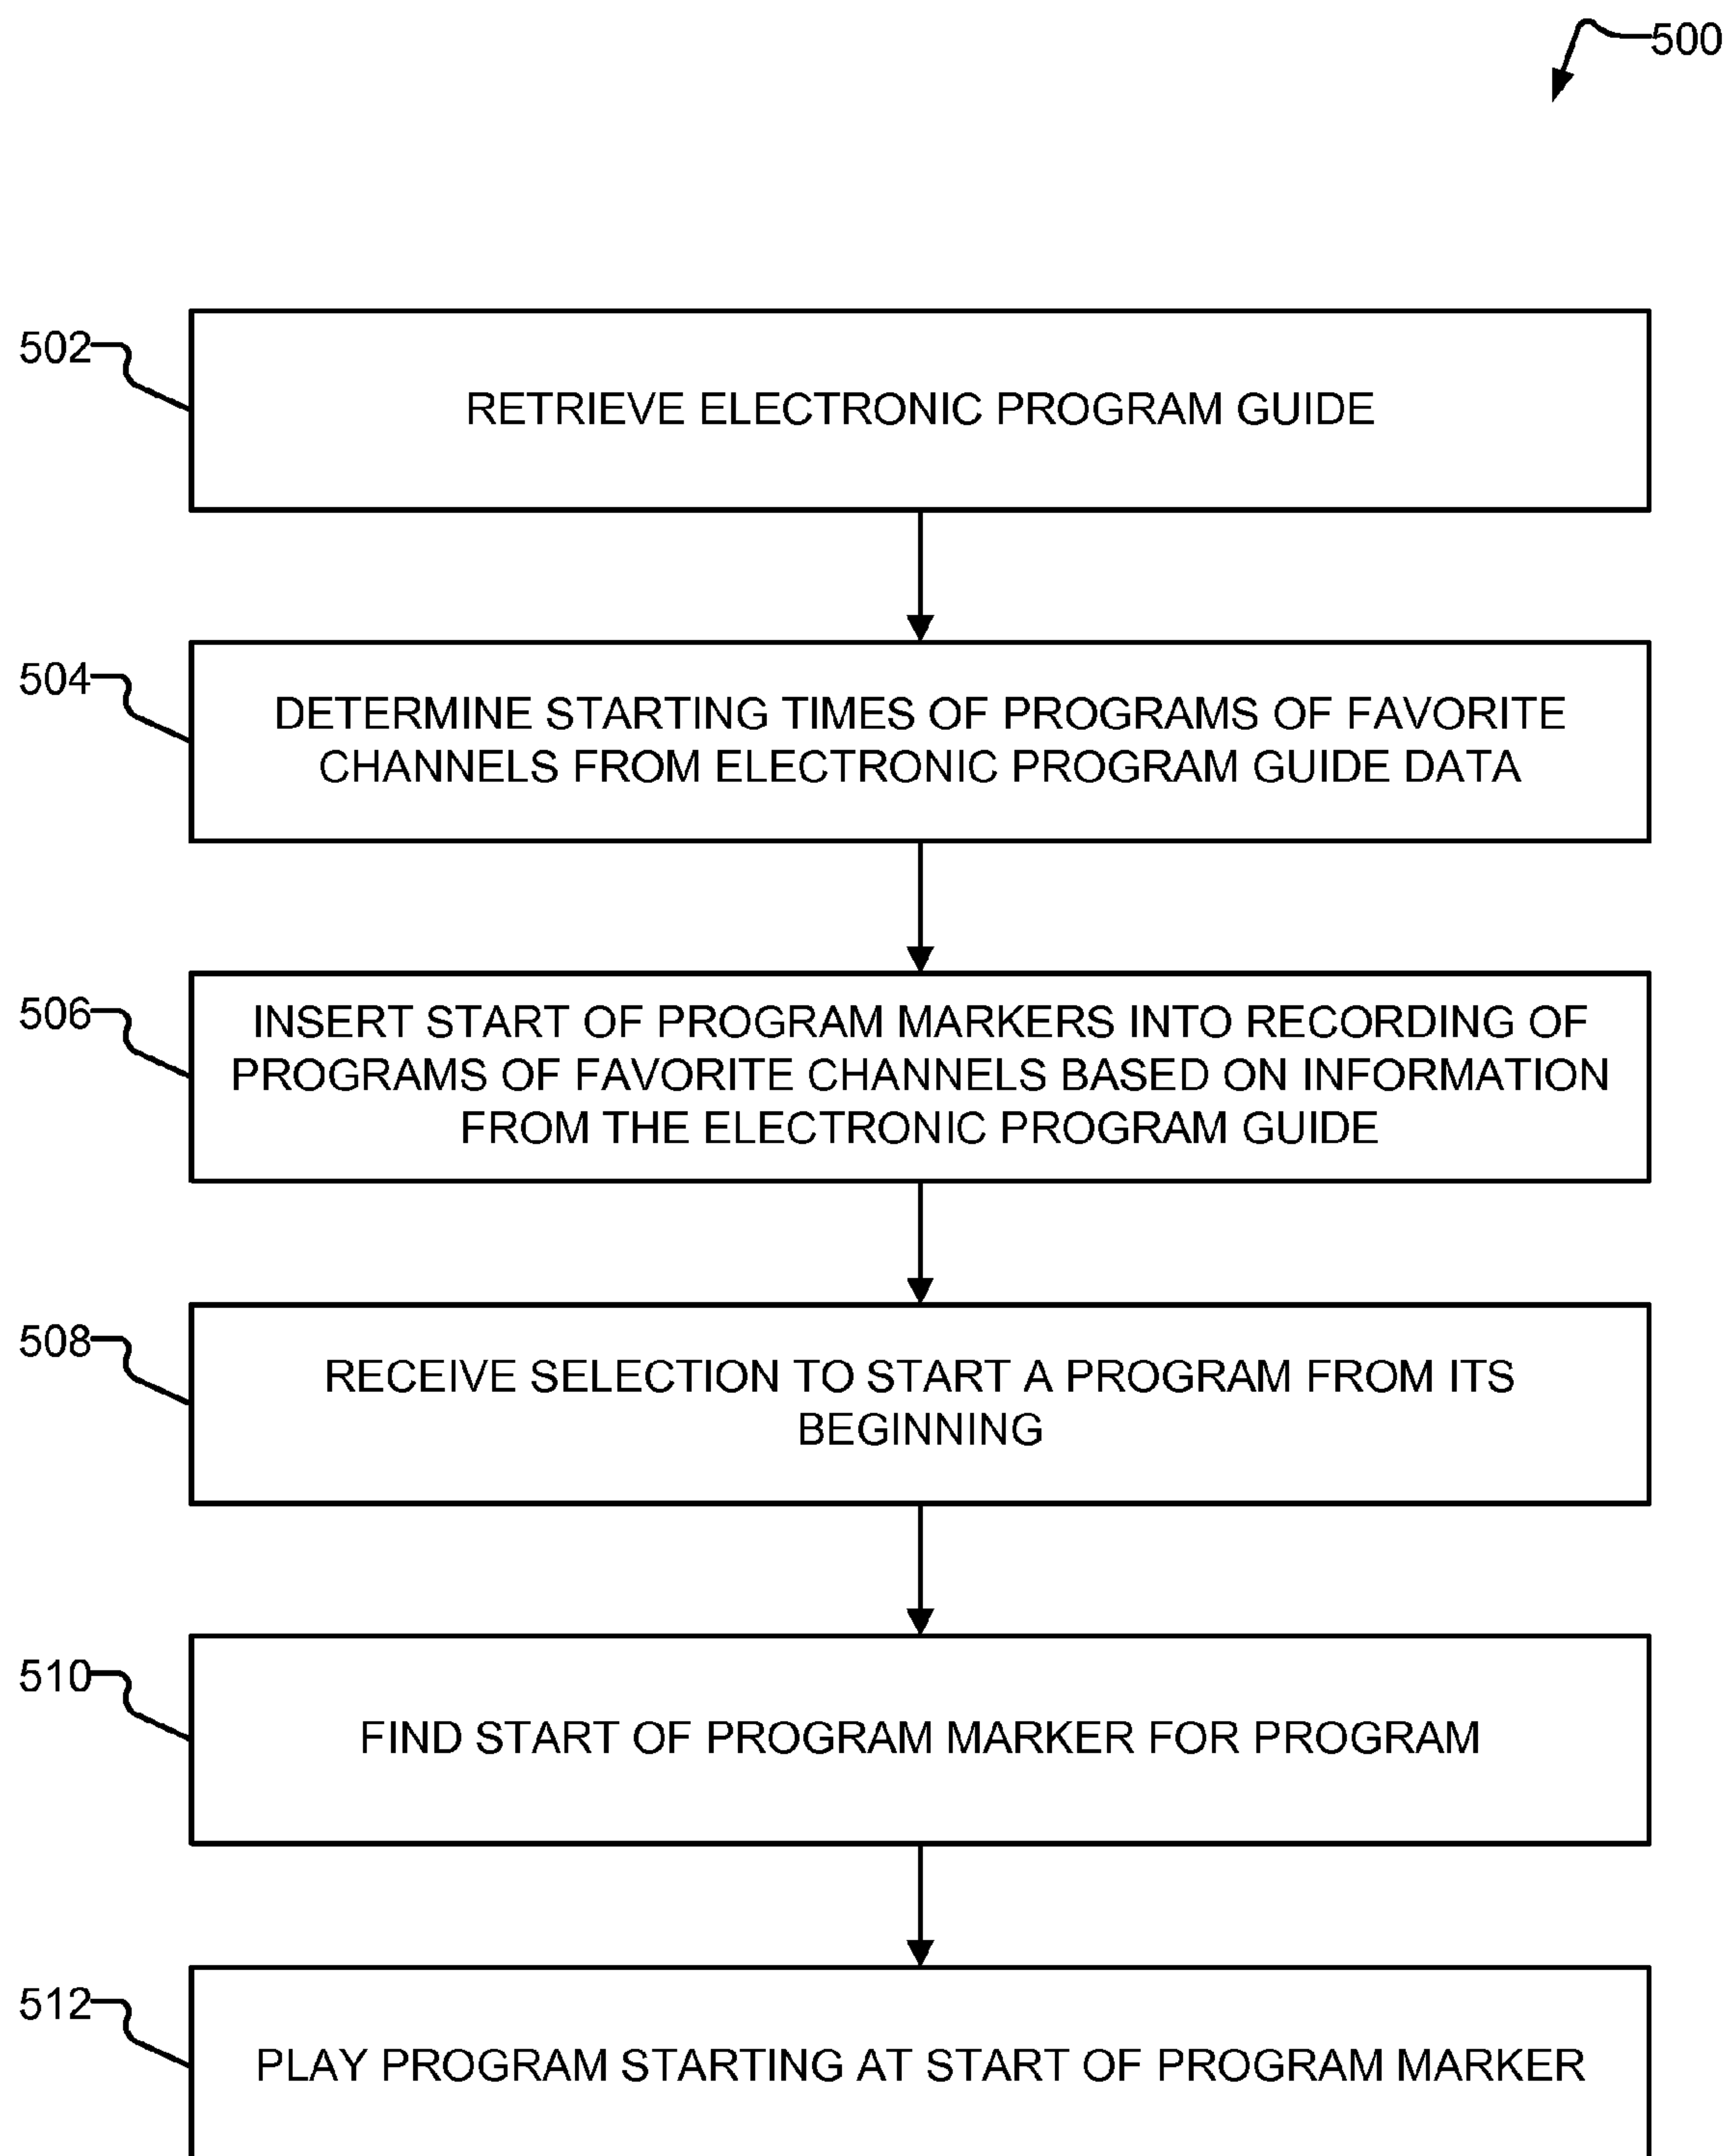 500
502
RETRIEVE ELECTRONIC PROGRAM GUIDE
504
DETERMINE STARTING TIMES OF PROGRAMS OF FAVORITE
CHANNELS FROM ELECTRONIC PROGRAM GUIDE DATA
506
INSERT START OF PROGRAM MARKERS INTO RECORDING OF
PROGRAMS OF FAVORITE CHANNELS BASED ON INFORMATION
FROM THE ELECTRONIC PROGRAM GUIDE
508
RECEIVE SELECTION TO START A PROGRAM FROM ITS
BEGINNING
510
FIND START OF PROGRAM MARKER FOR PROGRAM
512
PLAY PROGRAM STARTING AT START OF PROGRAM MARKER